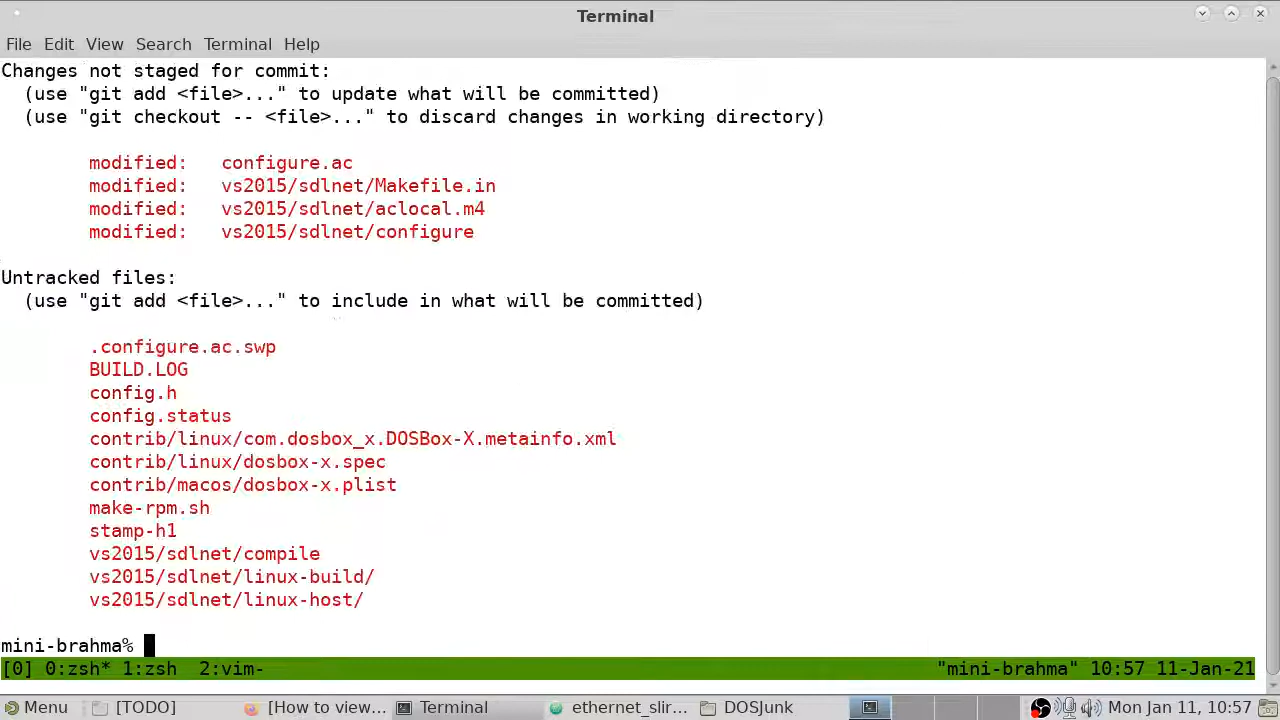 Terminal
File Edit View Search Terminal Help
Changes not staged for commit:
  (use "git add <file>..." to update what will be committed)
  (use "git checkout -- <file>..." to discard changes in working directory)
        modified:   configure.ac
        modified:   vs2015/sdlnet/Makefile.in
        modified:   vs2015/sdlnet/aclocal.m4
        modified:   vs2015/sdlnet/configure
Untracked files:
  (use "git add <file>..." to include in what will be committed)
        .configure.ac.swp
        BUILD.LOG
        config.h
        config.status
        contrib/linux/com.dosbox_x.DOSBox-X.metainfo.xml
        contrib/linux/dosbox-x.spec
        contrib/macos/dosbox-x.plist
        make-rpm.sh
        stamp-h1
        vs2015/sdlnet/compile
        vs2015/sdlnet/linux-build/
        vs2015/sdlnet/linux-host/
mini-brahma%
[0] 0:zsh* 1:zsh  2:vim- "mini-brahma" 10:57 11-Jan-21
Menu [TODO] [How to view... Terminal ethernet_slir... DOSJunk Mon Jan 11, 10:57